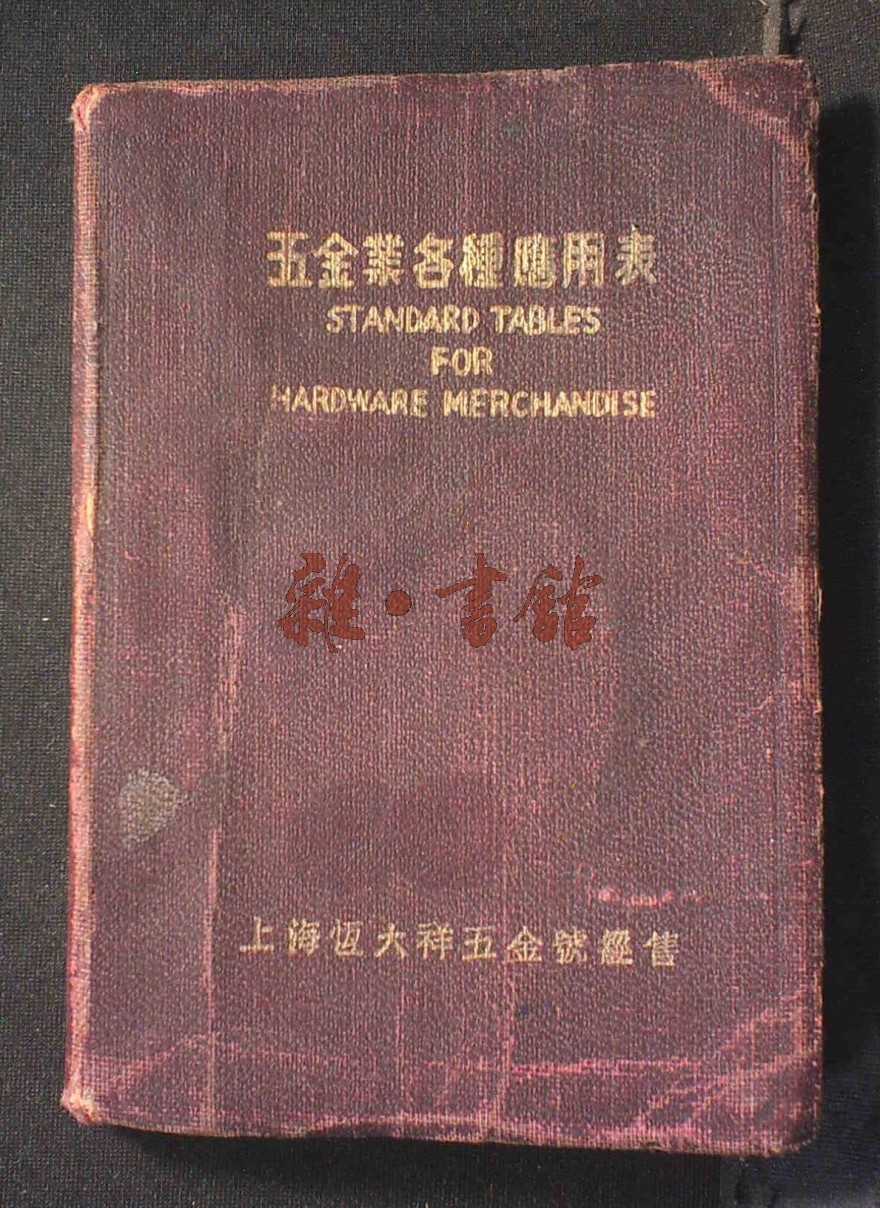 五金業各種應用表
STANDARD TABLES
FOR
HARDWARE MERCHANDISE
雜·書館
上海恆大祥五金號經售